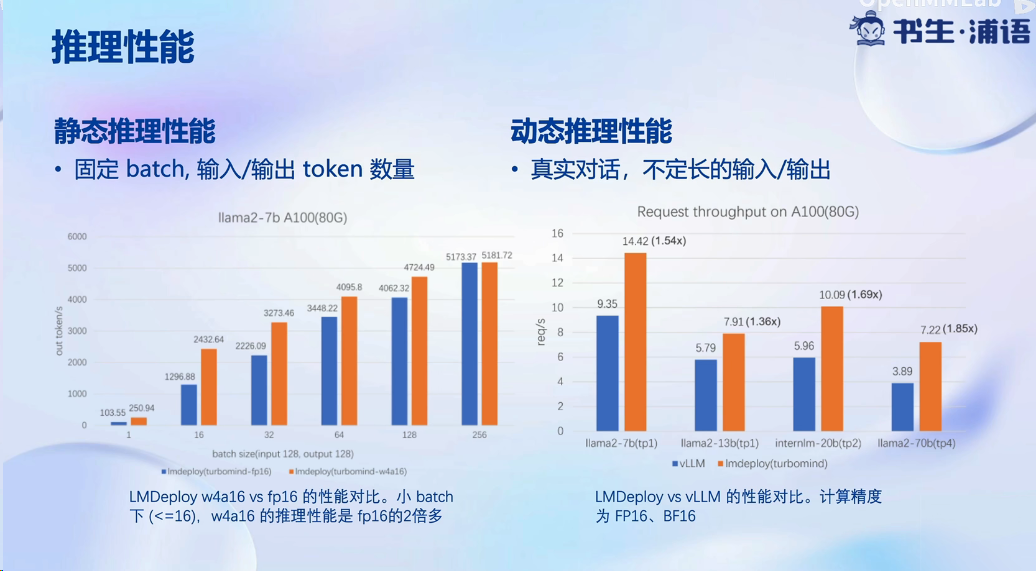 OpenMMLab
书生·浦语
推理性能
静态推理性能
• 固定 batch, 输入/输出 token 数量
llama2-7b A100(80G)
6000
5000
4000
3000
2000
1000
0
out token/s
103.55 250.94
1296.88
2432.64
2226.09
3273.46
3448.22
4095.8
4062.32
4724.49
5173.37 5181.72
1 16 32 64 128 256
batch size(input 128, output 128)
lmdeploy(turbomind-fp16) lmdeploy(turbomind-w4a16)
LMDeploy w4a16 vs fp16 的性能对比。小 batch
下 (<=16)，w4a16 的推理性能是 fp16的2倍多
动态推理性能
• 真实对话，不定长的输入/输出
Request throughput on A100(80G)
16
14
12
10
8
6
4
2
0
req/s
9.35
14.42 (1.54x)
5.79
7.91 (1.36x)
5.96
10.09 (1.69x)
3.89
7.22 (1.85x)
llama2-7b(tp1) llama2-13b(tp1) internlm-20b(tp2) llama2-70b(tp4)
vLLM lmdeploy(turbomind)
LMDeploy vs vLLM 的性能对比。计算精度
为 FP16、BF16